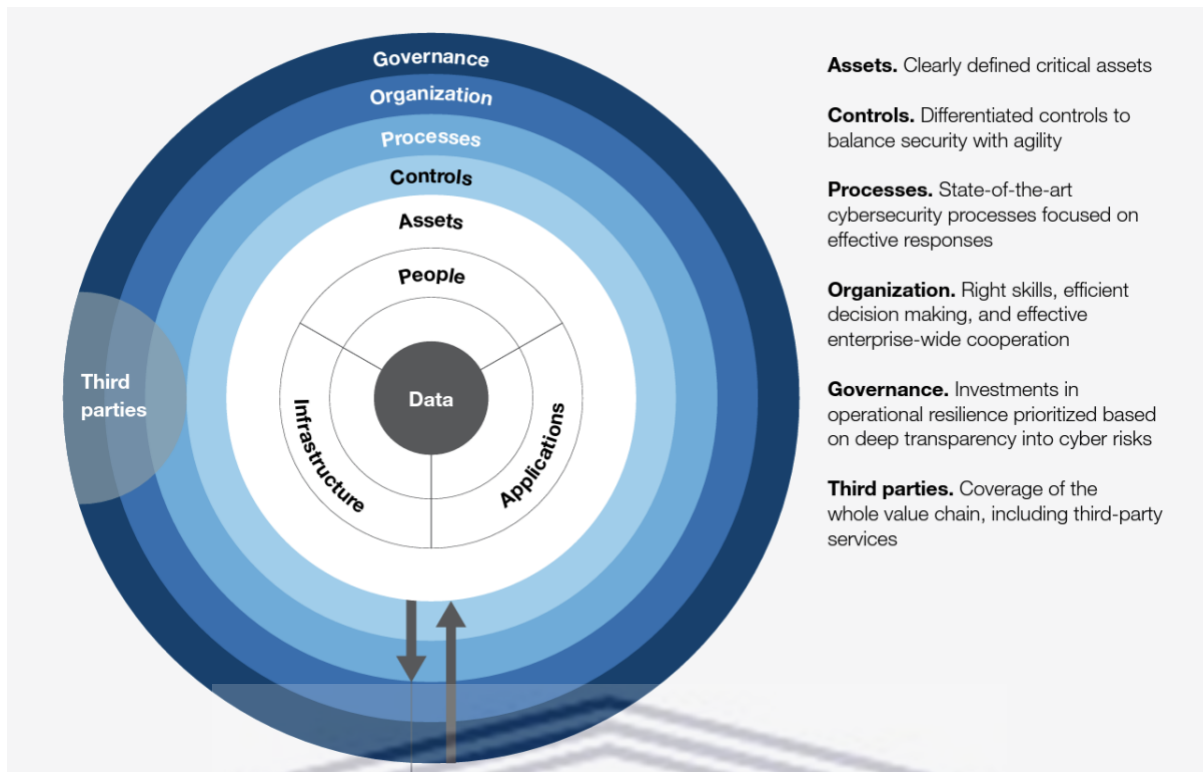 Governance
Organization
Processes
Controls
Assets
People
Third
parties
Data
Infrastructure
Applications
Assets. Clearly defined critical assets
Controls. Differentiated controls to
balance security with agility
Processes. State-of-the-art
cybersecurity processes focused on
effective responses
Organization. Right skills, efficient
decision making, and effective
enterprise-wide cooperation
Governance. Investments in
operational resilience prioritized based
on deep transparency into cyber risks
Third parties. Coverage of the
whole value chain, including third-party
services